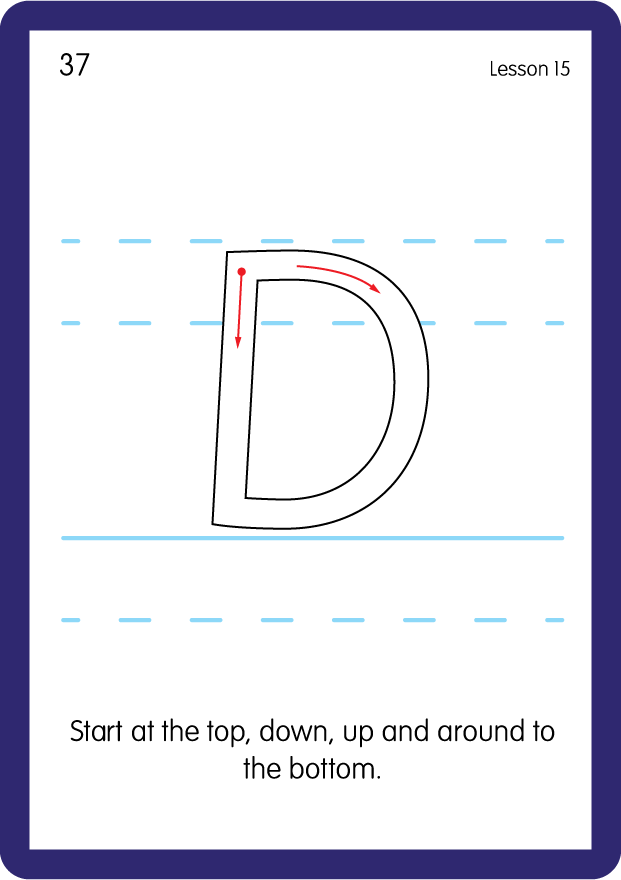 37
Lesson 15
D
Start at the top, down, up and around to
the bottom.